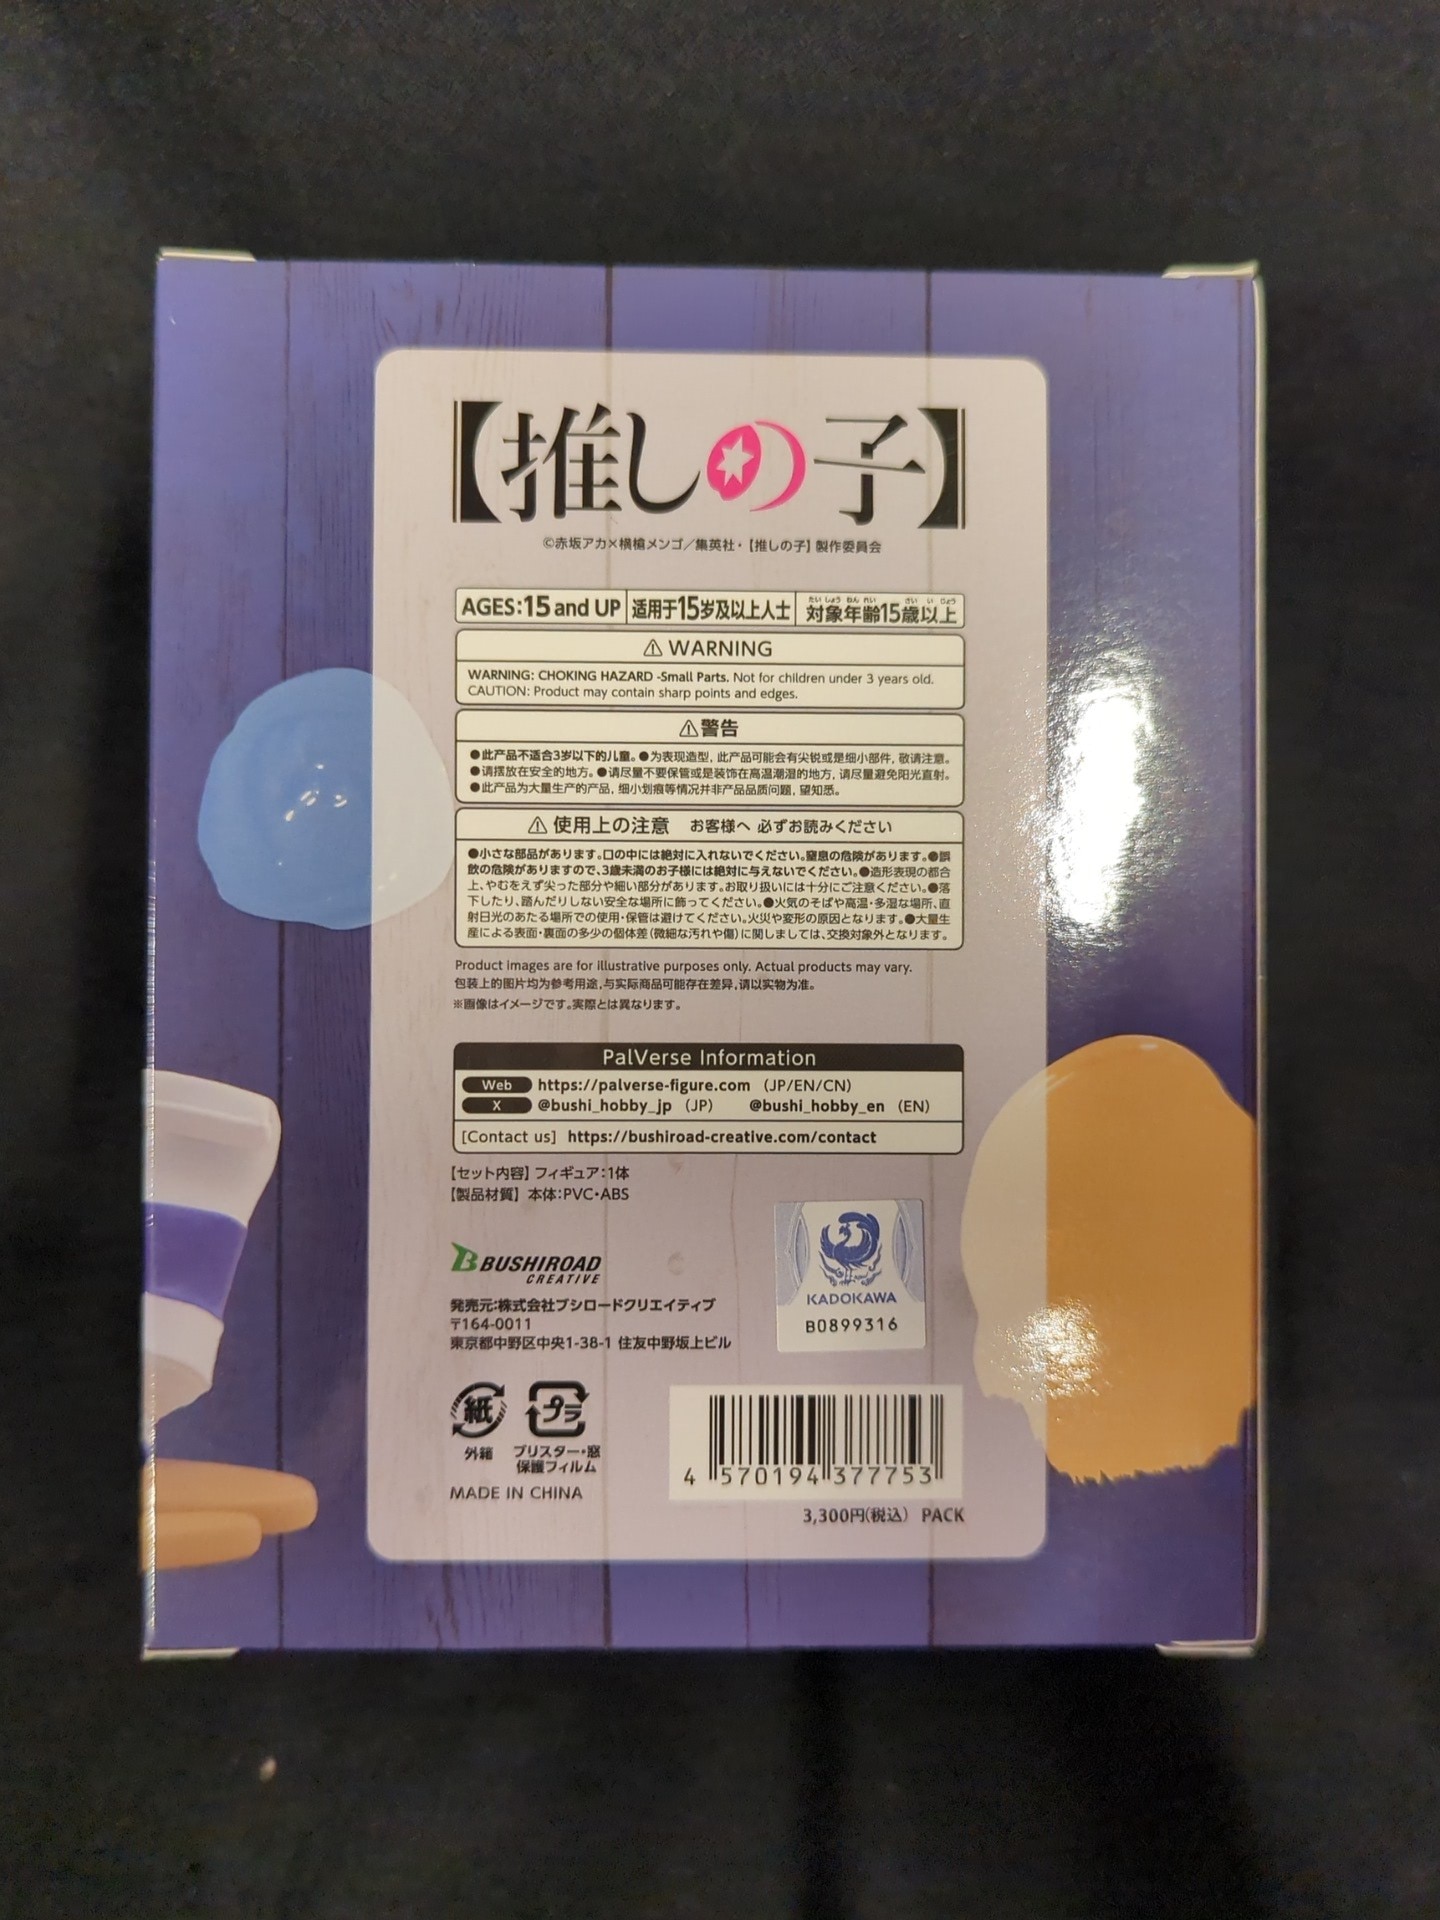 【推しの子】
©赤坂アカ×横槍メンゴ／集英社・【推しの子】製作委員会
AGES:15 and UP 适用于15岁及以上人士 対象年齢15歳以上
たいしょう ねん れい さい い じょう
⚠ WARNING
WARNING: CHOKING HAZARD -Small Parts. Not for children under 3 years old.
CAUTION: Product may contain sharp points and edges.
⚠警告
●此产品不适合3岁以下的儿童。●为表现造型，此产品可能会有尖锐或是细小部件，敬请注意。
●请摆放在安全的地方。●请尽量不要保管或是装饰在高温潮湿的地方，请尽量避免阳光直射。
●此产品为大量生产的产品，细小划痕等情况并非产品品质问题，望知悉。
⚠ 使用上の注意 お客様へ 必ずお読みください
●小さな部品があります。口の中には絶対に入れないでください。窒息の危険があります。●誤
飲の危険がありますので、3歳未満のお子様には絶対に与えないでください。●造形表現の都合
上、やむをえず尖った部分や細い部分があります。お取り扱いには十分にご注意ください。●落
下したり、踏んだりしない安全な場所に飾ってください。●火気のそばや高温・多湿な場所、直
射日光のあたる場所での使用・保管は避けてください。火災や変形の原因となります。●大量生
産による表面・裏面の多少の個体差（微細な汚れや傷）に関しましては、交換対象外となります。
Product images are for illustrative purposes only. Actual products may vary.
包装上的图片均为参考用途,与实际商品可能存在差异,请以实物为准。
※画像はイメージです。実際とは異なります。
PalVerse Information
Web https://palverse-figure.com （JP/EN/CN）
X @bushi_hobby_jp （JP） @bushi_hobby_en （EN）
[Contact us] https://bushiroad-creative.com/contact
【セット内容】フィギュア：1体
【製品材質】本体：PVC・ABS
BUSHIROAD
CREATIVE
発売元：株式会社ブシロードクリエイティブ
〒164-0011
東京都中野区中央1-38-1 住友中野坂上ビル
KADOKAWA
B0899316
紙 プラ
外箱 ブリスター・窓
保護フィルム
MADE IN CHINA
4 570194 377753
3,300円（税込） PACK